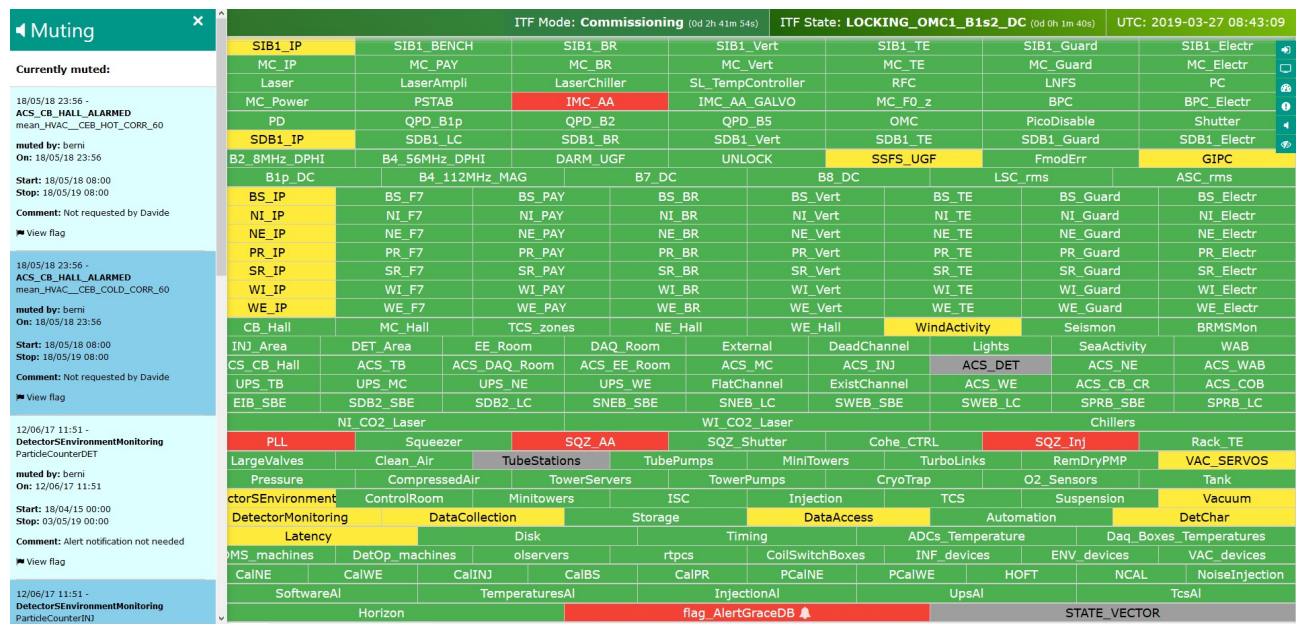 Muting
×
Currently muted:
18/05/18 23:56 -
ACS_CB_HALL_ALARMED
mean_HVAC__CEB_HOT_CORR_60
muted by: berni
On: 18/05/18 23:56
Start: 18/05/18 08:00
Stop: 18/05/19 08:00
Comment: Not requested by Davide
View flag
18/05/18 23:56 -
ACS_CB_HALL_ALARMED
mean_HVAC__CEB_COLD_CORR_60
muted by: berni
On: 18/05/18 23:56
Start: 18/05/18 08:00
Stop: 18/05/19 08:00
Comment: Not requested by Davide
View flag
12/06/17 11:51 -
DetectorSEnvironmentMonitoring
ParticleCounterDET
muted by: berni
On: 12/06/17 11:51
Start: 18/04/15 00:00
Stop: 03/05/19 00:00
Comment: Alert notification not needed
View flag
12/06/17 11:51 -
DetectorSEnvironmentMonitoring
ParticleCounterINJ
ITF Mode: Commissioning (0d 2h 41m 54s) ITF State: LOCKING_OMC1_B1s2_DC (0d 0h 1m 40s) UTC: 2019-03-27 08:43:09
SIB1_IP SIB1_BENCH SIB1_BR SIB1_Vert SIB1_TE SIB1_Guard SIB1_Electr
MC_IP MC_PAY MC_BR MC_Vert MC_TE MC_Guard MC_Electr
Laser LaserAmpli LaserChiller SL_TempController RFC LNFS PC
MC_Power PSTAB IMC_AA IMC_AA_GALVO MC_F0_z BPC BPC_Electr
PD QPD_B1p QPD_B2 QPD_B5 OMC PicoDisable Shutter
SDB1_IP SDB1_LC SDB1_BR SDB1_Vert SDB1_TE SDB1_Guard SDB1_Electr
B2_8MHz_DPHI B4_56MHz_DPHI DARM_UGF UNLOCK SSFS_UGF FmodErr GIPC
B1p_DC B4_112MHz_MAG B7_DC B8_DC LSC_rms ASC_rms
BS_IP BS_F7 BS_PAY BS_BR BS_Vert BS_TE BS_Guard BS_Electr
NI_IP NI_F7 NI_PAY NI_BR NI_Vert NI_TE NI_Guard NI_Electr
NE_IP NE_F7 NE_PAY NE_BR NE_Vert NE_TE NE_Guard NE_Electr
PR_IP PR_F7 PR_PAY PR_BR PR_Vert PR_TE PR_Guard PR_Electr
SR_IP SR_F7 SR_PAY SR_BR SR_Vert SR_TE SR_Guard SR_Electr
WI_IP WI_F7 WI_PAY WI_BR WI_Vert WI_TE WI_Guard WI_Electr
WE_IP WE_F7 WE_PAY WE_BR WE_Vert WE_TE WE_Guard WE_Electr
CB_Hall MC_Hall TCS_zones NE_Hall WE_Hall WindActivity Seismon BRMSMon
INJ_Area DET_Area EE_Room DAQ_Room External DeadChannel Lights SeaActivity WAB
CS_CB_Hall ACS_TB ACS_DAQ_Room ACS_EE_Room ACS_MC ACS_INJ ACS_DET ACS_NE ACS_WAB
UPS_TB UPS_MC UPS_NE UPS_WE FlatChannel ExistChannel ACS_WE ACS_CB_CR ACS_COB
EIB_SBE SDB2_SBE SDB2_LC SNEB_SBE SNEB_LC SWEB_SBE SWEB_LC SPRB_SBE SPRB_LC
NI_CO2_Laser WI_CO2_Laser Chillers
PLL Squeezer SQZ_AA SQZ_Shutter Cohe_CTRL SQZ_Inj Rack_TE
LargeValves Clean_Air TubeStations TubePumps MiniTowers TurboLinks RemDryPMP VAC_SERVOS
Pressure CompressedAir TowerServers TowerPumps CryoTrap O2_Sensors Tank
ctorSEnvironment ControlRoom Minitowers ISC Injection TCS Suspension Vacuum
DetectorMonitoring DataCollection Storage DataAccess Automation DetChar
Latency Disk Timing ADCs_Temperature Daq_Boxes_Temperatures
DMS_machines DetOp_machines olservers rtpcs CoilSwitchBoxes INF_devices ENV_devices VAC_devices
CalNE CalWE CalINJ CalBS CalPR PCalNE PCalWE HOFT NCAL NoiseInjection
SoftwareAl TemperaturesAl InjectionAl UpsAl TcsAl
Horizon flag_AlertGraceDB STATE_VECTOR